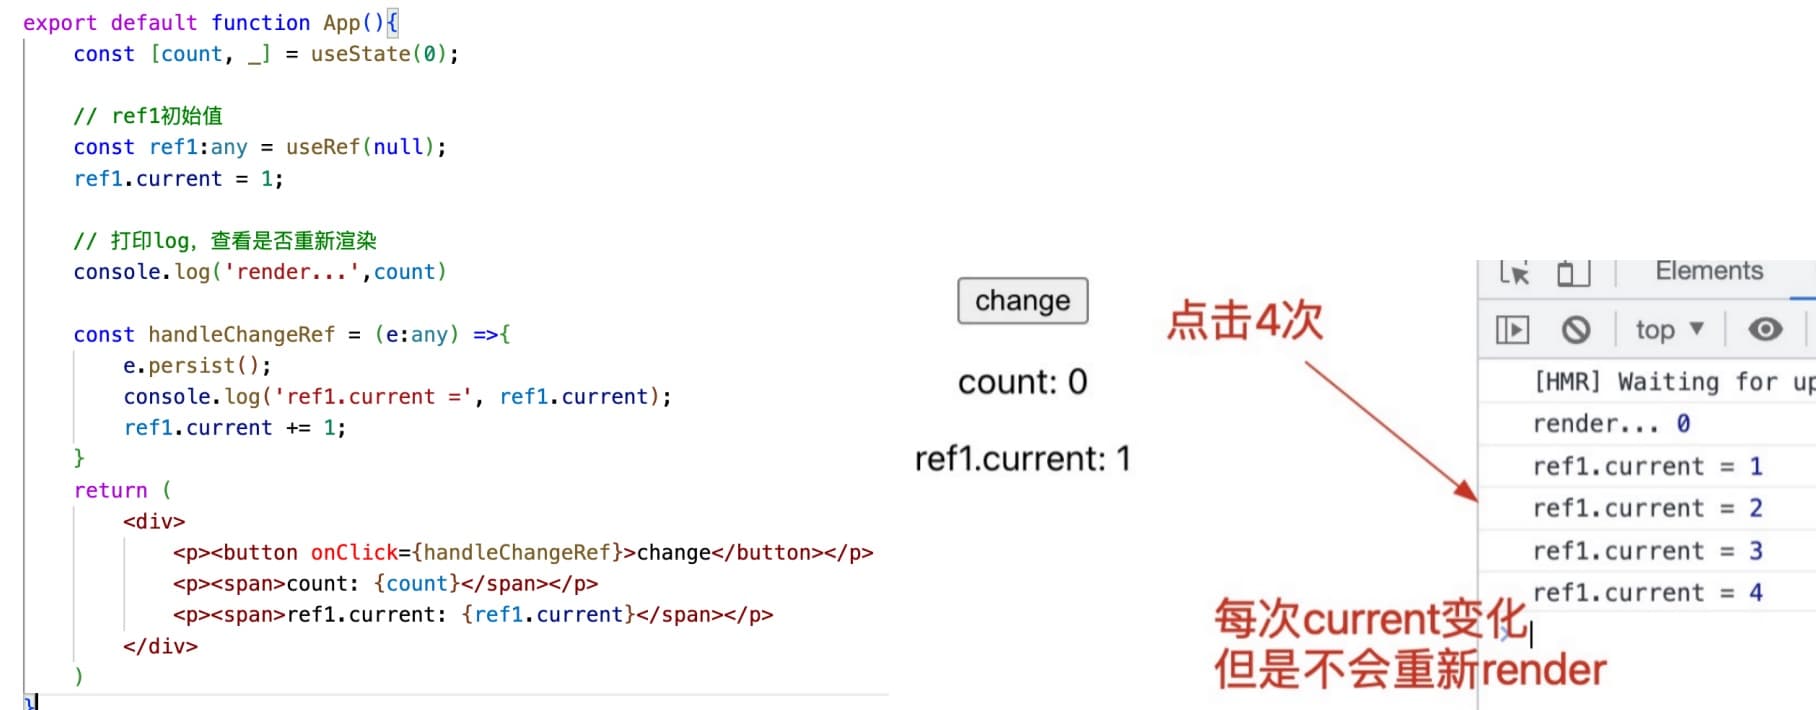 export default function App(){
const [count, _] = useState(0);
// ref1初始值
const ref1:any = useRef(null);
ref1.current = 1;
// 打印log，查看是否重新渲染
console.log('render...',count)
const handleChangeRef = (e:any) =>{
e.persist();
console.log('ref1.current =', ref1.current);
ref1.current += 1;
}
return (
<div>
<p><button onClick={handleChangeRef}>change</button></p>
<p><span>count: {count}</span></p>
<p><span>ref1.current: {ref1.current}</span></p>
</div>
)
}
change
count: 0
ref1.current: 1
点击4次
每次current变化
但是不会重新render
Elements
top
[HMR] Waiting for up
render... 0
ref1.current = 1
ref1.current = 2
ref1.current = 3
ref1.current = 4